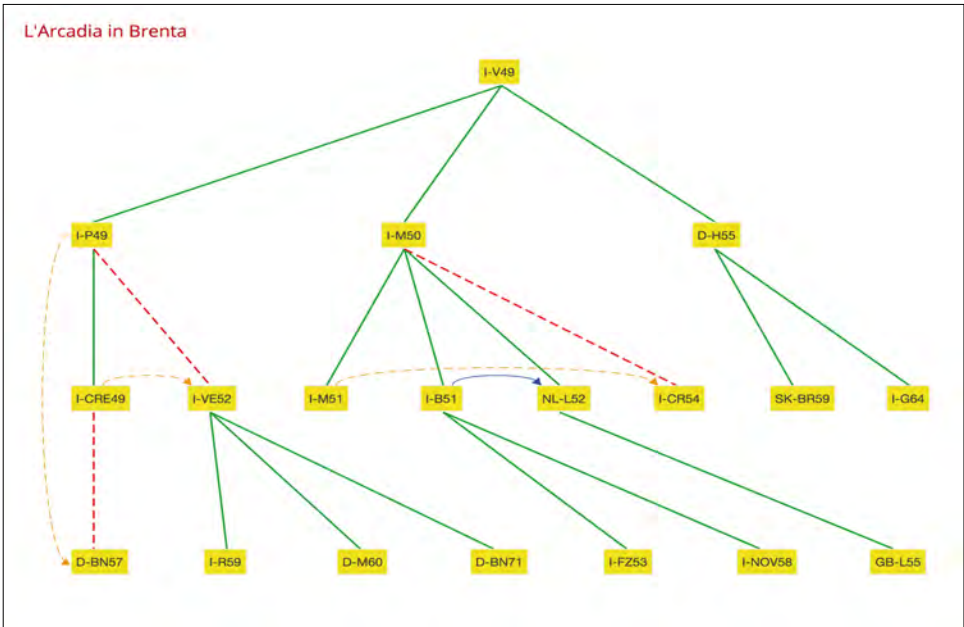 L'Arcadia in Brenta
I-V49
I-P49 I-M50 D-H55
I-CRE49 I-VE52 I-M51 I-B51 NL-L52 I-CR54 SK-BR59 I-G64
D-BN57 I-R59 D-M60 D-BN71 I-FZ53 I-NOV58 GB-L55